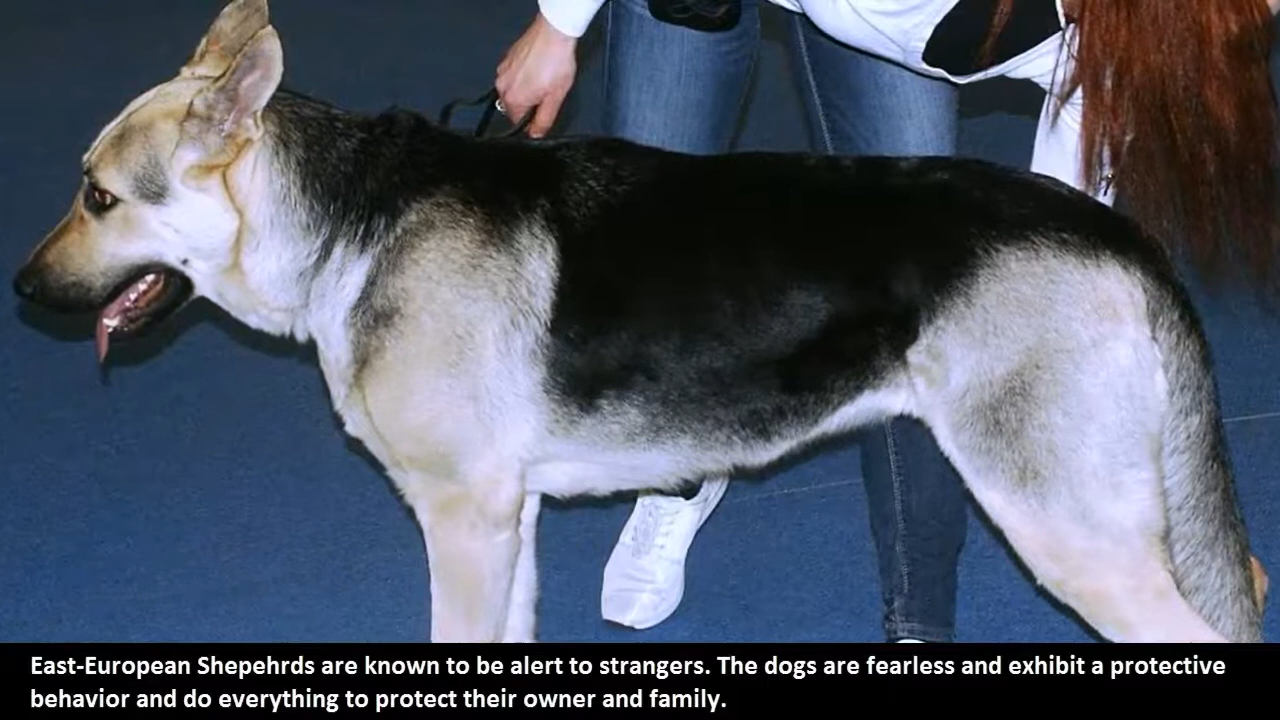 East-European Shepehrds are known to be alert to strangers. The dogs are fearless and exhibit a protective
behavior and do everything to protect their owner and family.